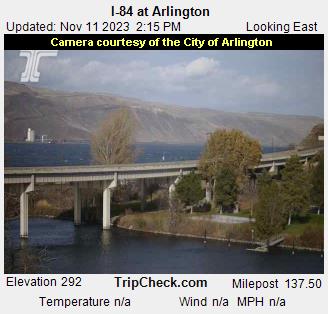 I-84 at Arlington
Updated: Nov 11 2023 2:15 PM Looking East
Camera courtesy of the City of Arlington
Elevation 292 TripCheck.com Milepost 137.50
Temperature n/a Wind n/a MPH n/a